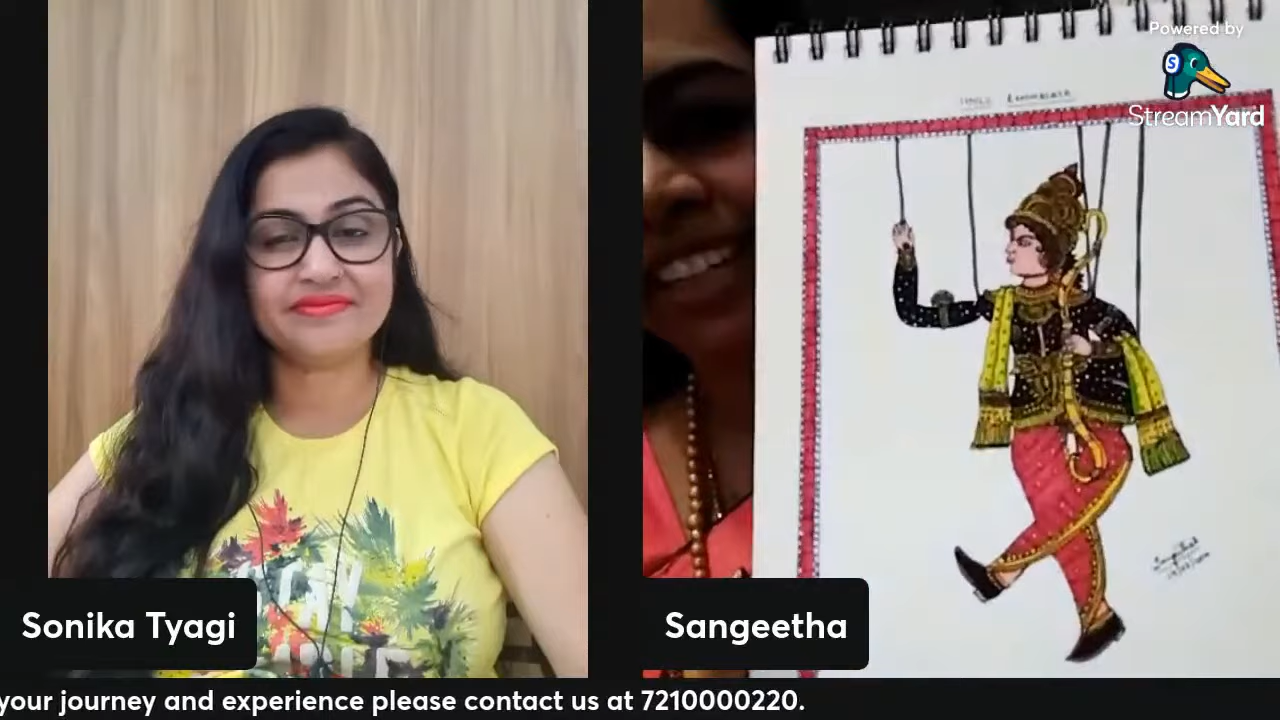 Powered by
StreamYard
Sonika Tyagi
Sangeetha
your journey and experience please contact us at 7210000220.